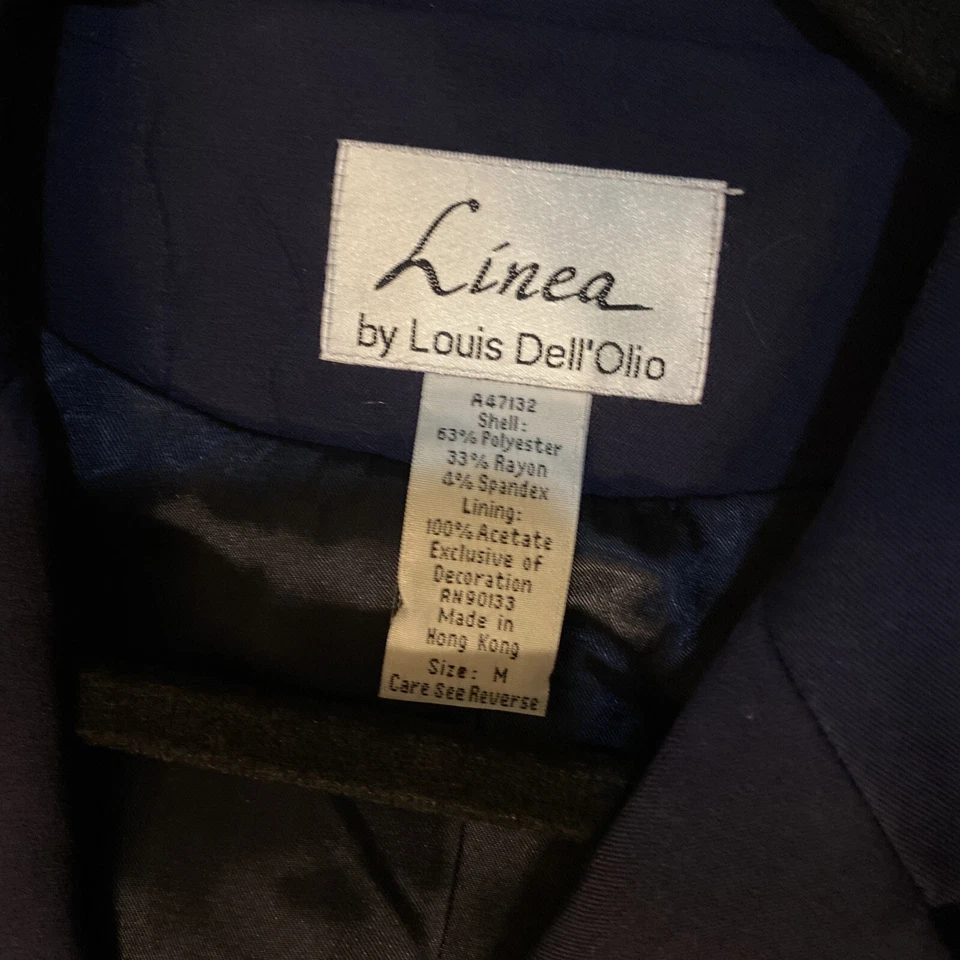 Linea
by Louis Dell'Olio
A47132
Shell:
63% Polyester
33% Rayon
4% Spandex
Lining:
100% Acetate
Exclusive of
Decoration
RN90133
Made in
Hong Kong
Size: M
Care See Reverse